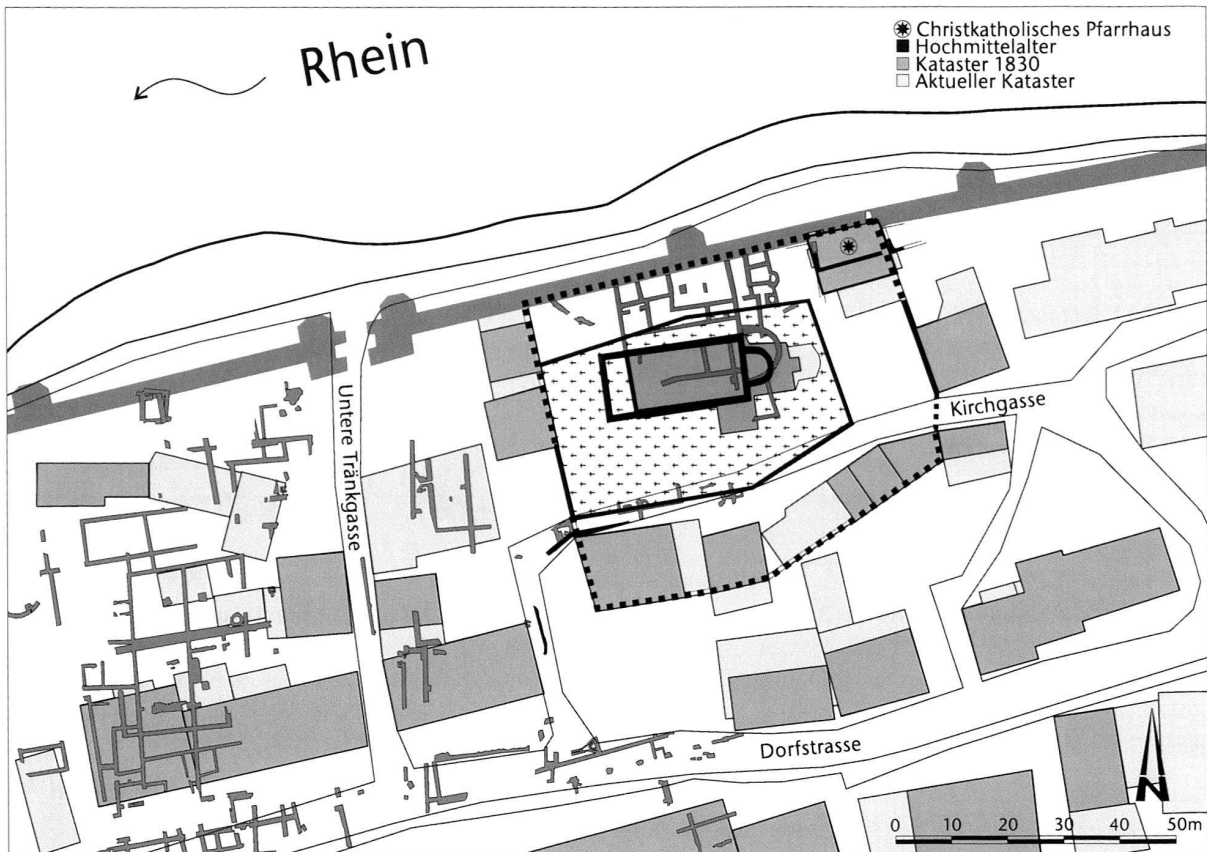 Rhein
Christkatholisches Pfarrhaus
Hochmittelalter
Kataster 1830
Aktueller Kataster
Untere Tränkgasse
Kirchgasse
Dorfstrasse
N
0 10 20 30 40 50m